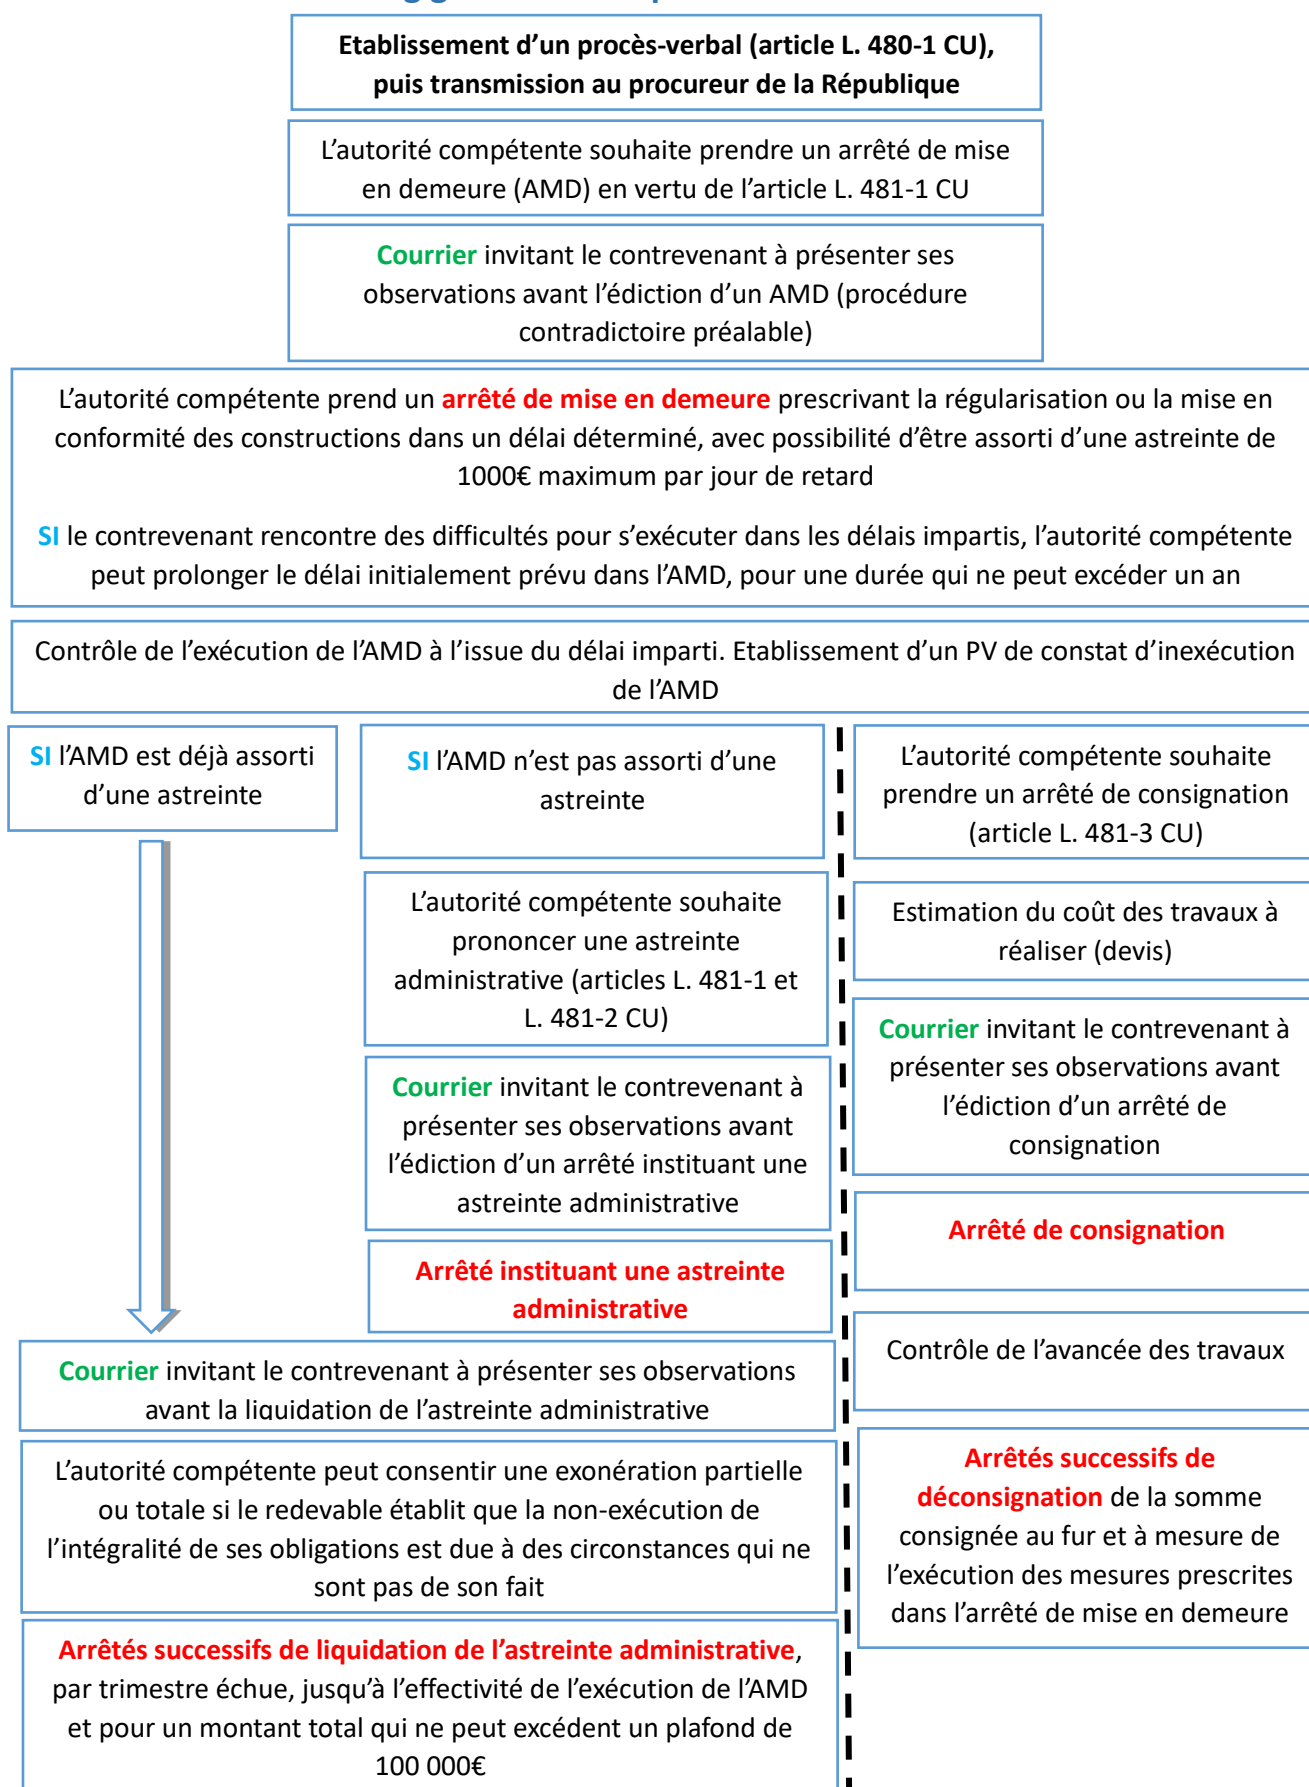 Etablissement d’un procès-verbal (article L. 480-1 CU),
puis transmission au procureur de la République
L’autorité compétente souhaite prendre un arrêté de mise
en demeure (AMD) en vertu de l’article L. 481-1 CU
Courrier invitant le contrevenant à présenter ses
observations avant l’édiction d’un AMD (procédure
contradictoire préalable)
L’autorité compétente prend un arrêté de mise en demeure prescrivant la régularisation ou la mise en
conformité des constructions dans un délai déterminé, avec possibilité d’être assorti d’une astreinte de
1000€ maximum par jour de retard
SI le contrevenant rencontre des difficultés pour s’exécuter dans les délais impartis, l’autorité compétente
peut prolonger le délai initialement prévu dans l’AMD, pour une durée qui ne peut excéder un an
Contrôle de l’exécution de l’AMD à l’issue du délai imparti. Etablissement d’un PV de constat d’inexécution
de l’AMD
SI l’AMD est déjà assorti
d’une astreinte
SI l’AMD n’est pas assorti d’une
astreinte
L’autorité compétente souhaite
prononcer une astreinte
administrative (articles L. 481-1 et
L. 481-2 CU)
Courrier invitant le contrevenant à
présenter ses observations avant
l’édiction d’un arrêté instituant une
astreinte administrative
Arrêté instituant une astreinte
administrative
Courrier invitant le contrevenant à présenter ses observations
avant la liquidation de l’astreinte administrative
L’autorité compétente peut consentir une exonération partielle
ou totale si le redevable établit que la non-exécution de
l’intégralité de ses obligations est due à des circonstances qui ne
sont pas de son fait
Arrêtés successifs de liquidation de l’astreinte administrative,
par trimestre échue, jusqu’à l’effectivité de l’exécution de l’AMD
et pour un montant total qui ne peut excédent un plafond de
100 000€
L’autorité compétente souhaite
prendre un arrêté de consignation
(article L. 481-3 CU)
Estimation du coût des travaux à
réaliser (devis)
Courrier invitant le contrevenant à
présenter ses observations avant
l’édiction d’un arrêté de
consignation
Arrêté de consignation
Contrôle de l’avancée des travaux
Arrêtés successifs de
déconsignation de la somme
consignée au fur et à mesure de
l’exécution des mesures prescrites
dans l’arrêté de mise en demeure